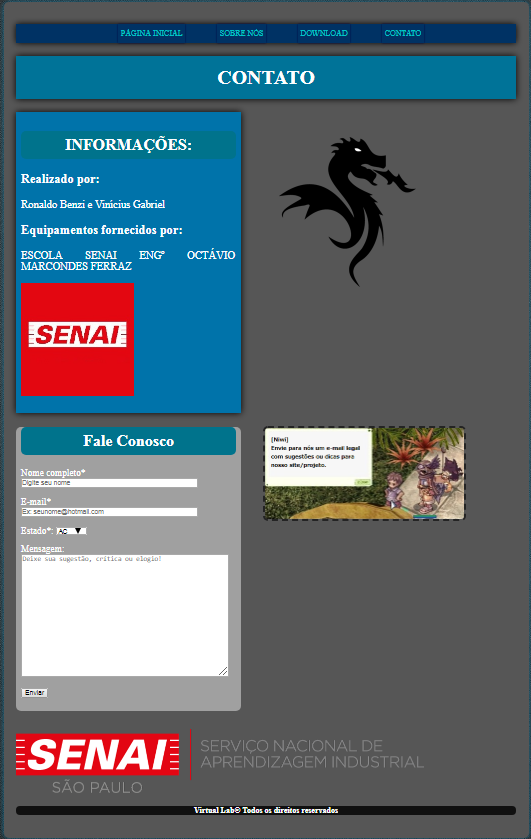 PÁGINA INICIAL SOBRE NÓS DOWNLOAD CONTATO
CONTATO
INFORMAÇÕES:
Realizado por:
Ronaldo Benzi e Vinícius Gabriel
Equipamentos fornecidos por:
ESCOLA SENAI ENGº OCTÁVIO
MARCONDES FERRAZ
SENAI
Fale Conosco
Nome completo*
Digite seu nome
E-mail*
Ex: seunome@hotmail.com
Estado*: AC
Mensagem:
Deixe sua sugestão, crítica ou elogio!
Enviar
[Niwi]
Envie para nós um e-mail legal
com sugestões ou dicas para
nosso site/projeto.
SENAI
SÃO PAULO
SERVIÇO NACIONAL DE
APRENDIZAGEM INDUSTRIAL
Virtual Lab® Todos os direitos reservados